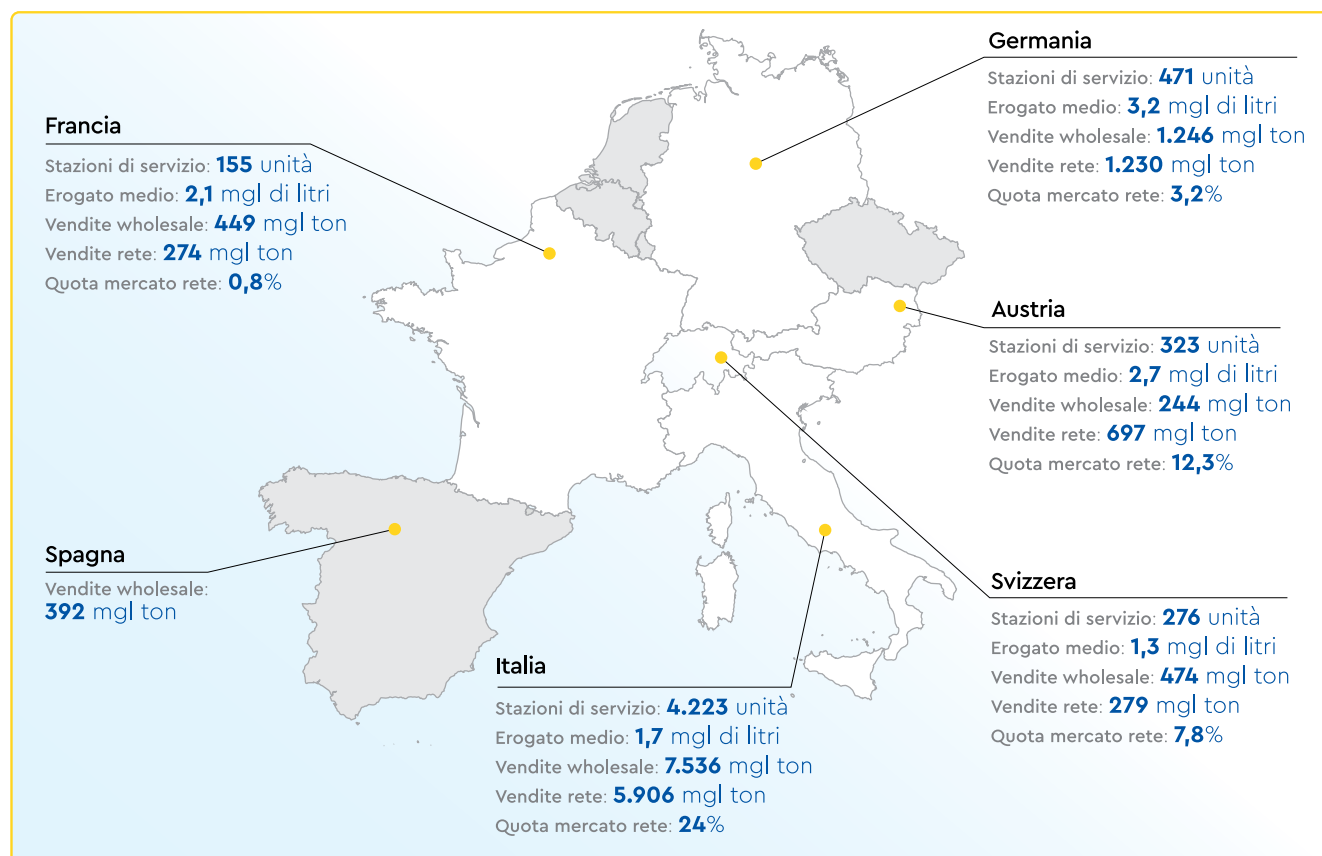 Francia
Stazioni di servizio: 155 unità
Erogato medio: 2,1 mgl di litri
Vendite wholesale: 449 mgl ton
Vendite rete: 274 mgl ton
Quota mercato rete: 0,8%
Germania
Stazioni di servizio: 471 unità
Erogato medio: 3,2 mgl di litri
Vendite wholesale: 1.246 mgl ton
Vendite rete: 1.230 mgl ton
Quota mercato rete: 3,2%
Austria
Stazioni di servizio: 323 unità
Erogato medio: 2,7 mgl di litri
Vendite wholesale: 244 mgl ton
Vendite rete: 697 mgl ton
Quota mercato rete: 12,3%
Spagna
Vendite wholesale:
392 mgl ton
Italia
Stazioni di servizio: 4.223 unità
Erogato medio: 1,7 mgl di litri
Vendite wholesale: 7.536 mgl ton
Vendite rete: 5.906 mgl ton
Quota mercato rete: 24%
Svizzera
Stazioni di servizio: 276 unità
Erogato medio: 1,3 mgl di litri
Vendite wholesale: 474 mgl ton
Vendite rete: 279 mgl ton
Quota mercato rete: 7,8%